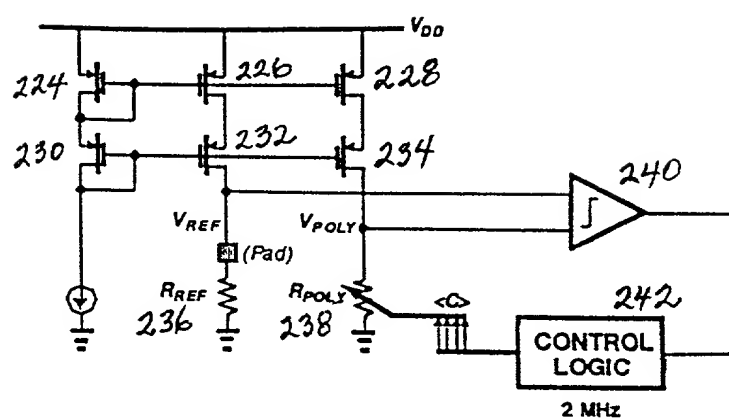 V_DD
224
226
228
230
232
234
240
V_REF
V_POLY
(Pad)
R_REF
R_POLY
<C>
242
236
238
CONTROL
LOGIC
2 MHz